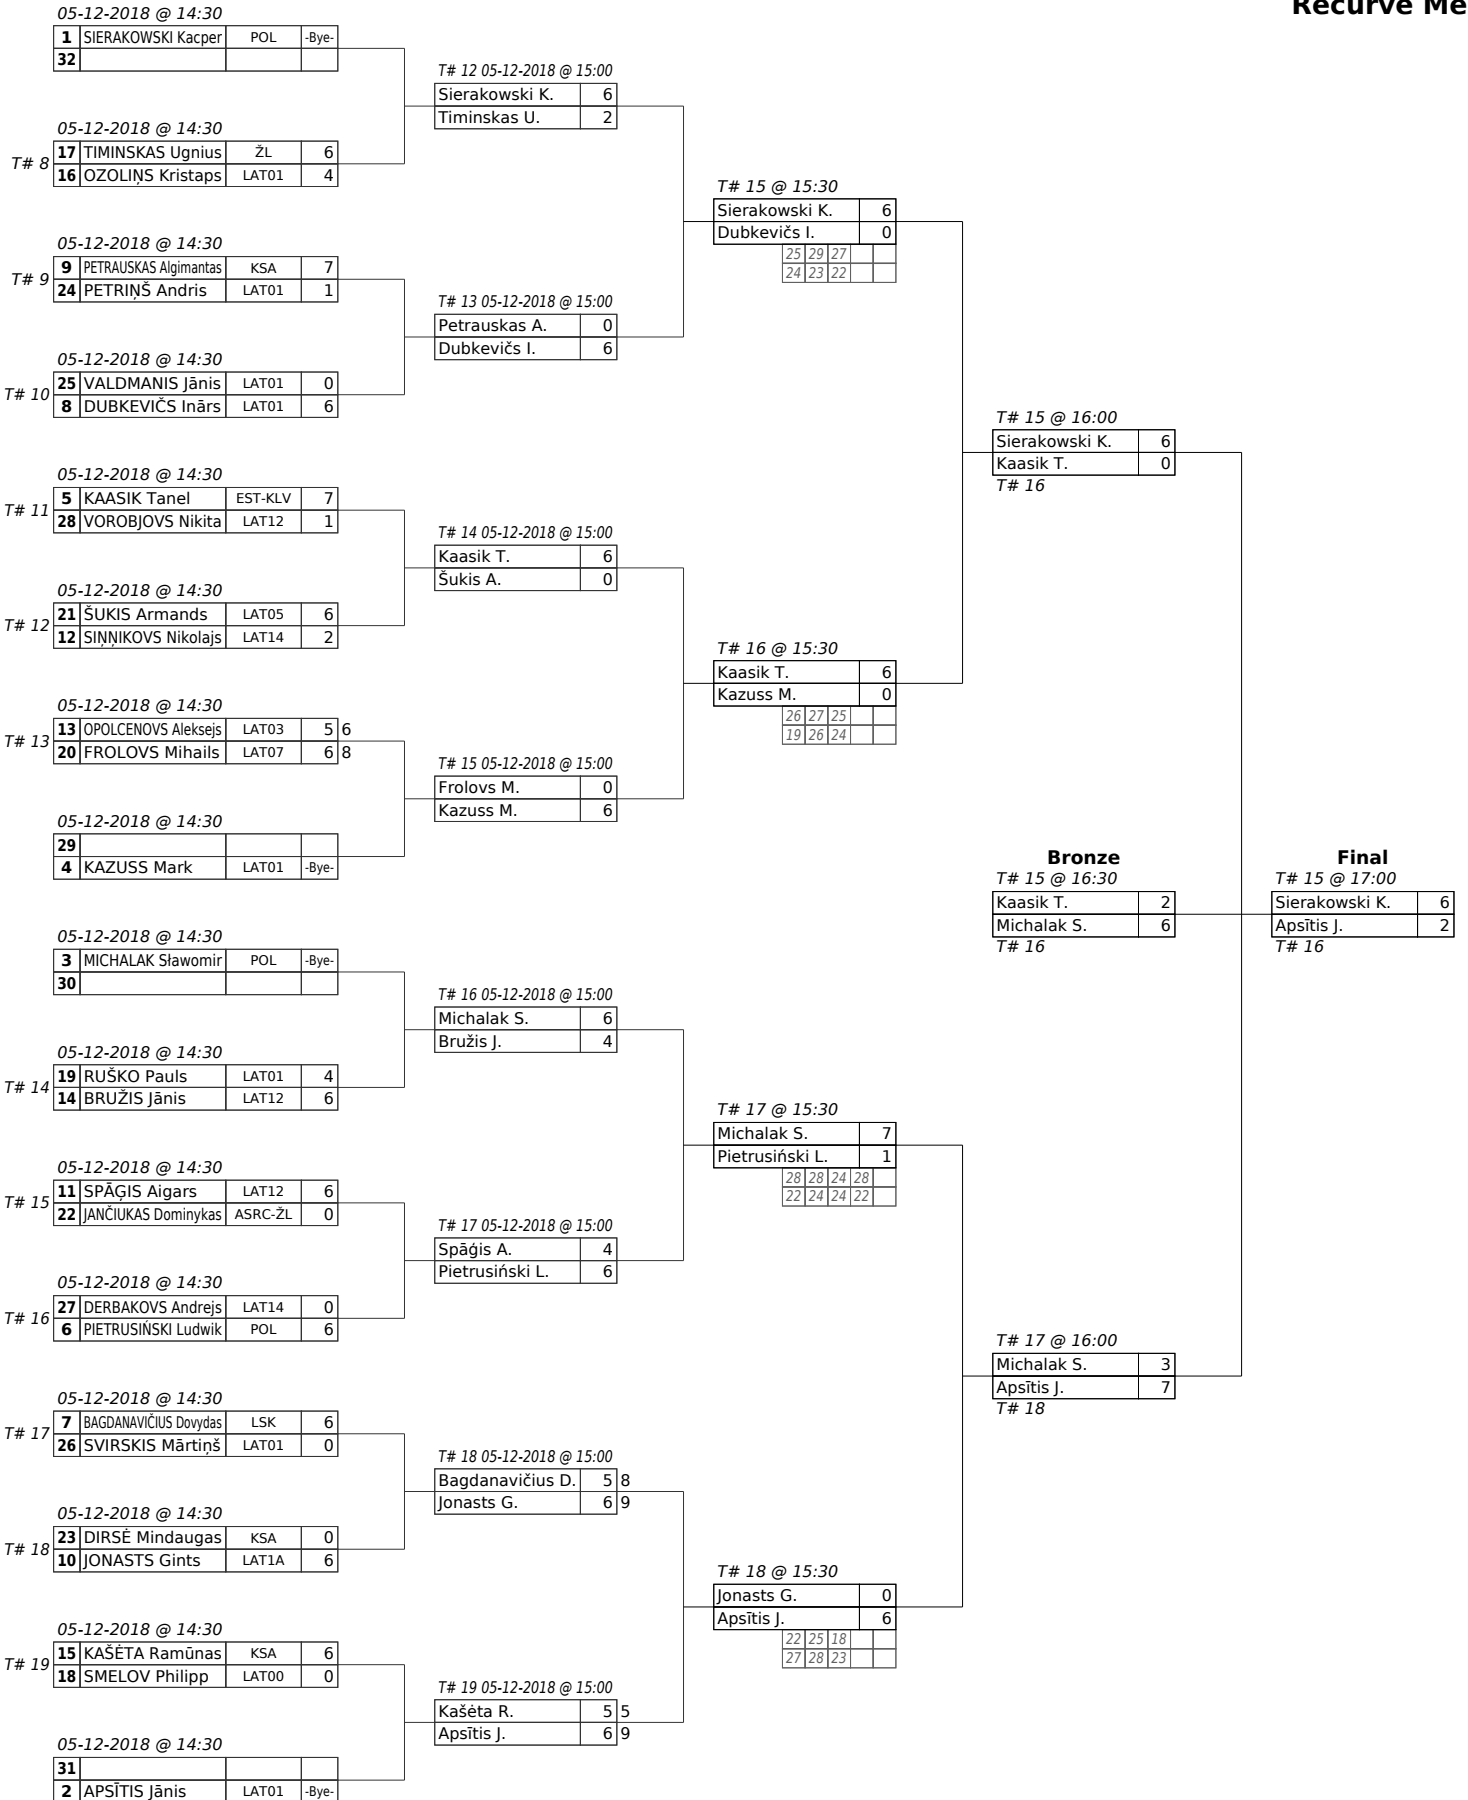 Recurve Me
05-12-2018 @ 14:30
1 SIERAKOWSKI Kacper POL -Bye-
32
05-12-2018 @ 14:30
T# 8
17 TIMINSKAS Ugnius ŽL 6
16 OZOLIŅS Kristaps LAT01 4
05-12-2018 @ 14:30
T# 9
9 PETRAUSKAS Algimantas KSA 7
24 PETRIŅŠ Andris LAT01 1
05-12-2018 @ 14:30
T# 10
25 VALDMANIS Jānis LAT01 0
8 DUBKEVIČS Inārs LAT01 6
05-12-2018 @ 14:30
T# 11
5 KAASIK Tanel EST-KLV 7
28 VOROBJOVS Nikita LAT12 1
05-12-2018 @ 14:30
T# 12
21 ŠUKIS Armands LAT05 6
12 SIŅŅIKOVS Nikolajs LAT14 2
05-12-2018 @ 14:30
T# 13
13 OPOLCENOVS Aleksejs LAT03 5 6
20 FROLOVS Mihails LAT07 6 8
05-12-2018 @ 14:30
29
4 KAZUSS Mark LAT01 -Bye-
05-12-2018 @ 14:30
3 MICHALAK Sławomir POL -Bye-
30
05-12-2018 @ 14:30
T# 14
19 RUŠKO Pauls LAT01 4
14 BRUŽIS Jānis LAT12 6
05-12-2018 @ 14:30
T# 15
11 SPĀĢIS Aigars LAT12 6
22 JANČIUKAS Dominykas ASRC-ŽL 0
05-12-2018 @ 14:30
T# 16
27 DERBAKOVS Andrejs LAT14 0
6 PIETRUSIŃSKI Ludwik POL 6
05-12-2018 @ 14:30
T# 17
7 BAGDANAVIČIUS Dovydas LSK 6
26 SVIRSKIS Mārtiņš LAT01 0
05-12-2018 @ 14:30
T# 18
23 DIRSĖ Mindaugas KSA 0
10 JONASTS Gints LAT1A 6
05-12-2018 @ 14:30
T# 19
15 KAŠĖTA Ramūnas KSA 6
18 SMELOV Philipp LAT00 0
05-12-2018 @ 14:30
31
2 APSĪTIS Jānis LAT01 -Bye-
T# 12 05-12-2018 @ 15:00
Sierakowski K. 6
Timinskas U. 2
T# 13 05-12-2018 @ 15:00
Petrauskas A. 0
Dubkevičs I. 6
T# 14 05-12-2018 @ 15:00
Kaasik T. 6
Šukis A. 0
T# 15 05-12-2018 @ 15:00
Frolovs M. 0
Kazuss M. 6
T# 16 05-12-2018 @ 15:00
Michalak S. 6
Bružis J. 4
T# 17 05-12-2018 @ 15:00
Spāģis A. 4
Pietrusiński L. 6
T# 18 05-12-2018 @ 15:00
Bagdanavičius D. 5 8
Jonasts G. 6 9
T# 19 05-12-2018 @ 15:00
Kašėta R. 5 5
Apsītis J. 6 9
T# 15 @ 15:30
Sierakowski K. 6
Dubkevičs I. 0
25 29 27
24 23 22
T# 16 @ 15:30
Kaasik T. 6
Kazuss M. 0
26 27 25
19 26 24
T# 17 @ 15:30
Michalak S. 7
Pietrusiński L. 1
28 28 24 28
22 24 24 22
T# 18 @ 15:30
Jonasts G. 0
Apsītis J. 6
22 25 18
27 28 23
T# 15 @ 16:00
Sierakowski K. 6
Kaasik T. 0
T# 16
T# 17 @ 16:00
Michalak S. 3
Apsītis J. 7
T# 18
Bronze
T# 15 @ 16:30
Kaasik T. 2
Michalak S. 6
T# 16
Final
T# 15 @ 17:00
Sierakowski K. 6
Apsītis J. 2
T# 16